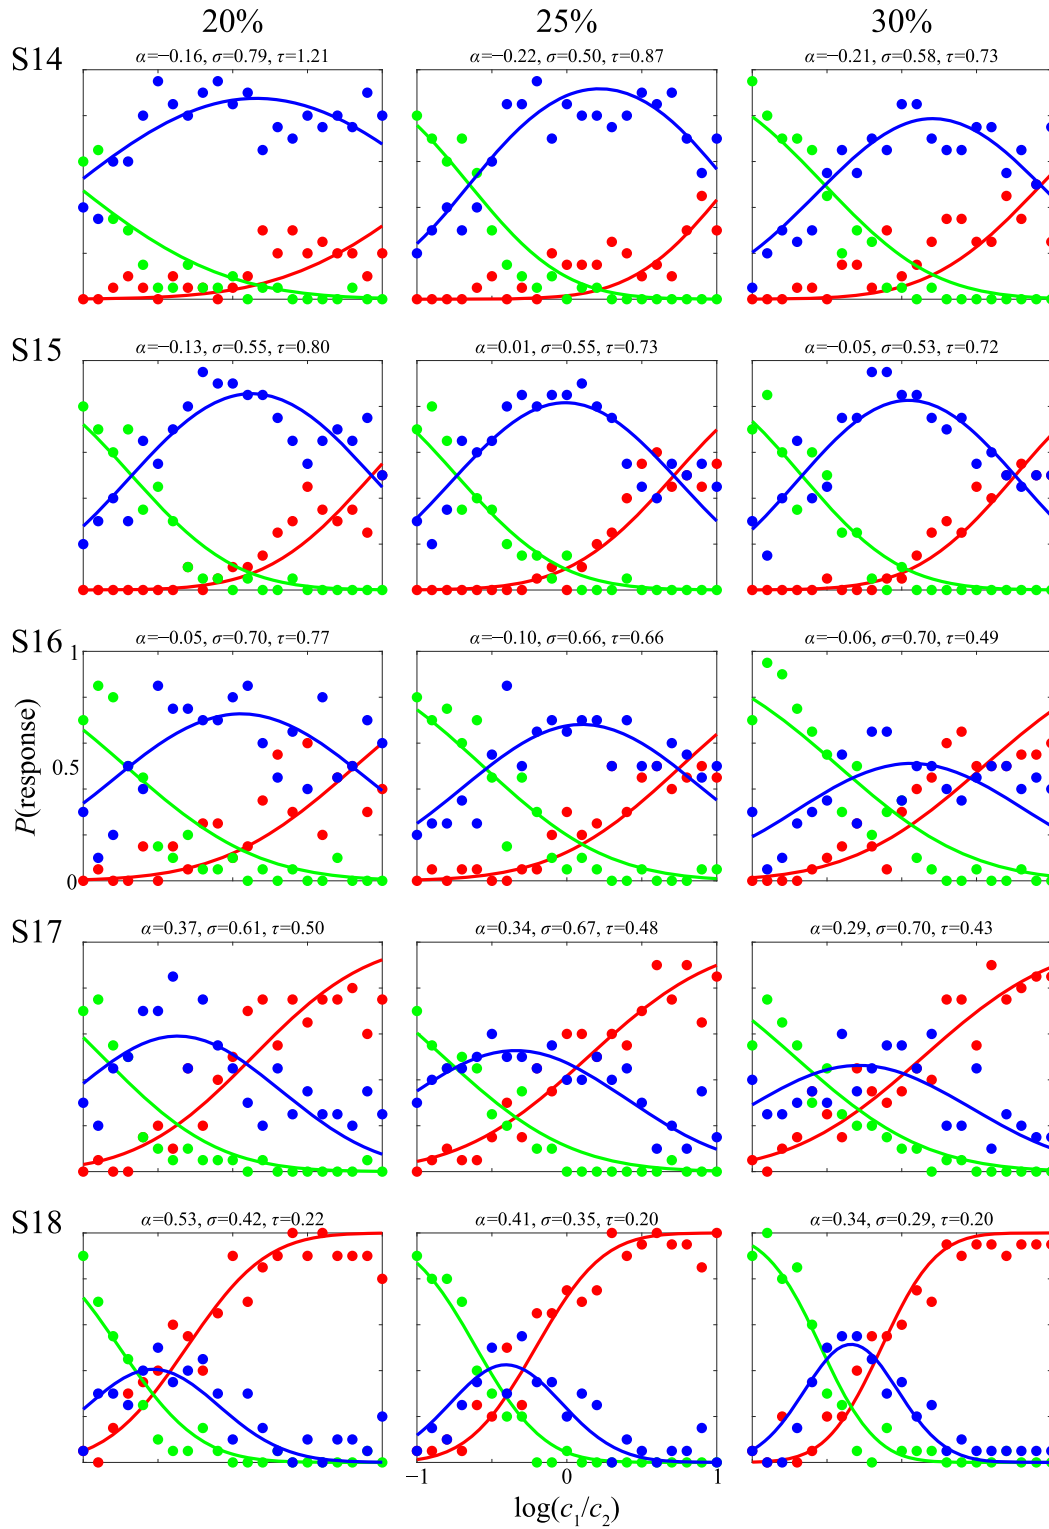 20% 25% 30%
S14
α=−0.16, σ=0.79, τ=1.21
α=−0.22, σ=0.50, τ=0.87
α=−0.21, σ=0.58, τ=0.73
S15
α=−0.13, σ=0.55, τ=0.80
α=0.01, σ=0.55, τ=0.73
α=−0.05, σ=0.53, τ=0.72
S16
α=−0.05, σ=0.70, τ=0.77
α=−0.10, σ=0.66, τ=0.66
α=−0.06, σ=0.70, τ=0.49
1
0.5
0
P(response)
S17
α=0.37, σ=0.61, τ=0.50
α=0.34, σ=0.67, τ=0.48
α=0.29, σ=0.70, τ=0.43
S18
α=0.53, σ=0.42, τ=0.22
α=0.41, σ=0.35, τ=0.20
α=0.34, σ=0.29, τ=0.20
−1 0 1
log(c₁/c₂)